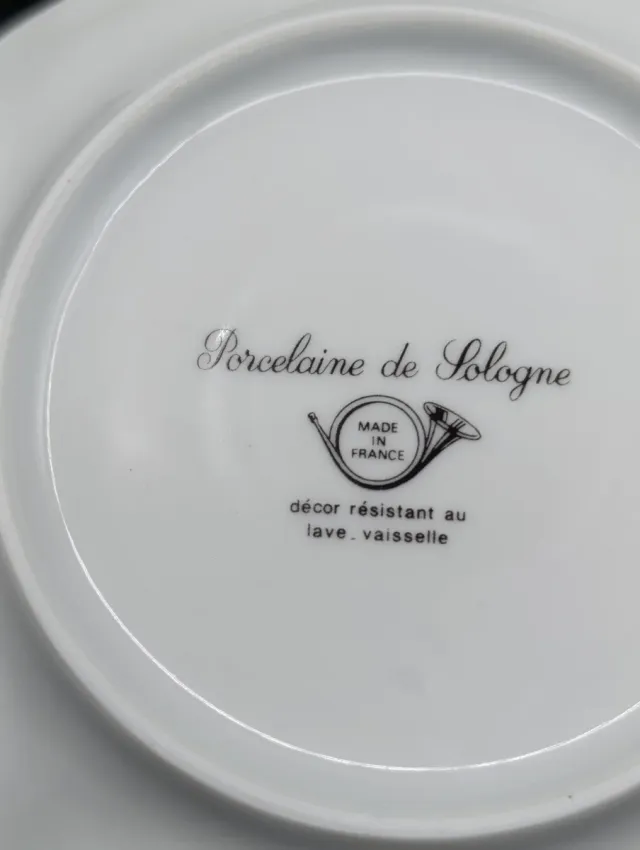 Porcelaine de Sologne
MADE
IN
FRANCE
décor résistant au
lave-vaisselle